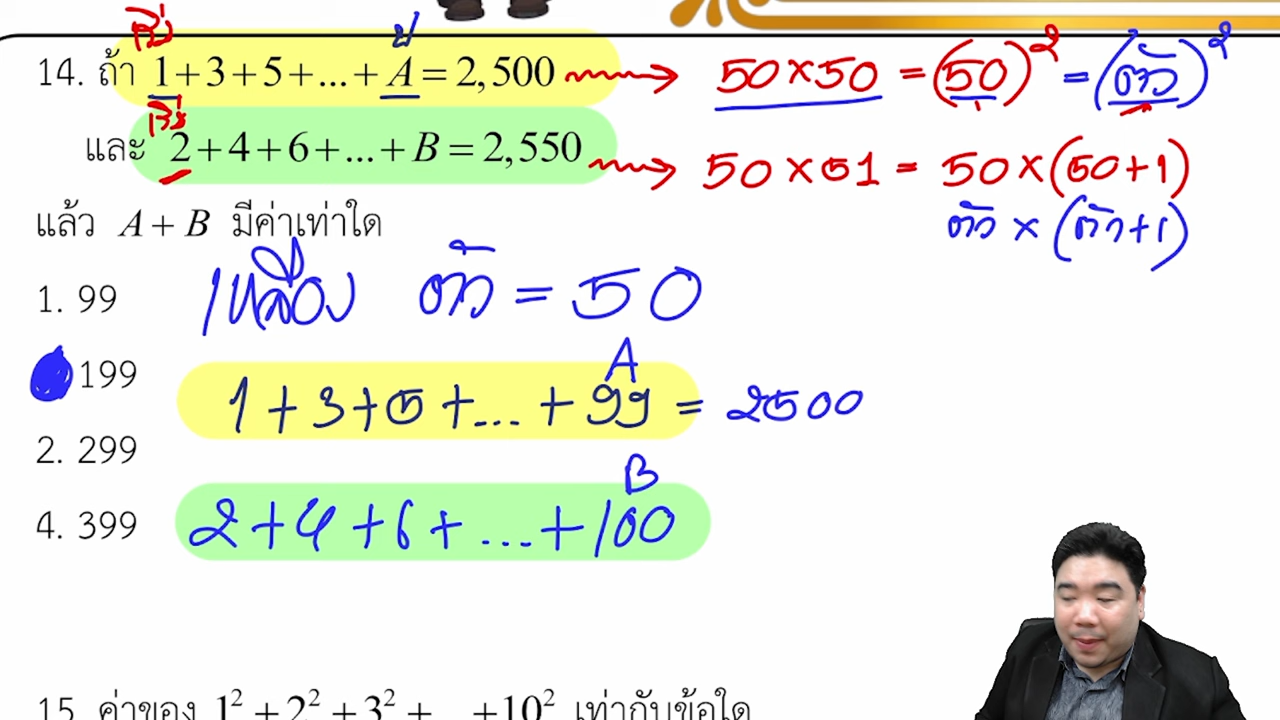 คี่ ป
14. ถ้า 1+3+5+...+A=2,500 → 50×50 = (50)² = (ตัว)²
และ 2+4+6+...+B=2,550 → 50×51 = 50×(50+1)
ตัว × (ตัว+1)
แล้ว A+B มีค่าเท่าใด
1. 99 เหลือง ตัว = 50
A
199 1+3+5+...+99 = 2500
2. 299
B
4. 399 2+4+6+...+100
15. ค่าของ 1²+2²+3²+...+10² เท่ากับข้อใด